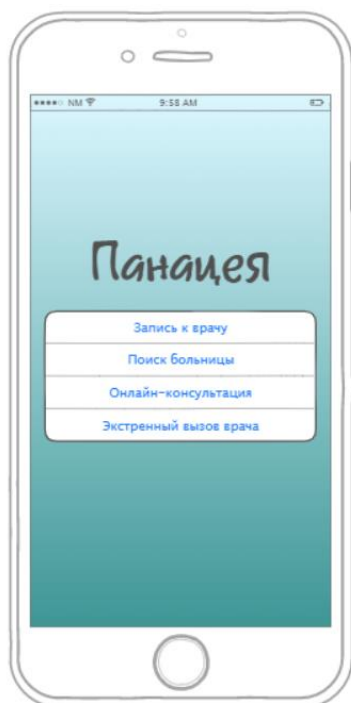 NM 9:58 AM
Панацея
Запись к врачу
Поиск больницы
Онлайн-консультация
Экстренный вызов врача